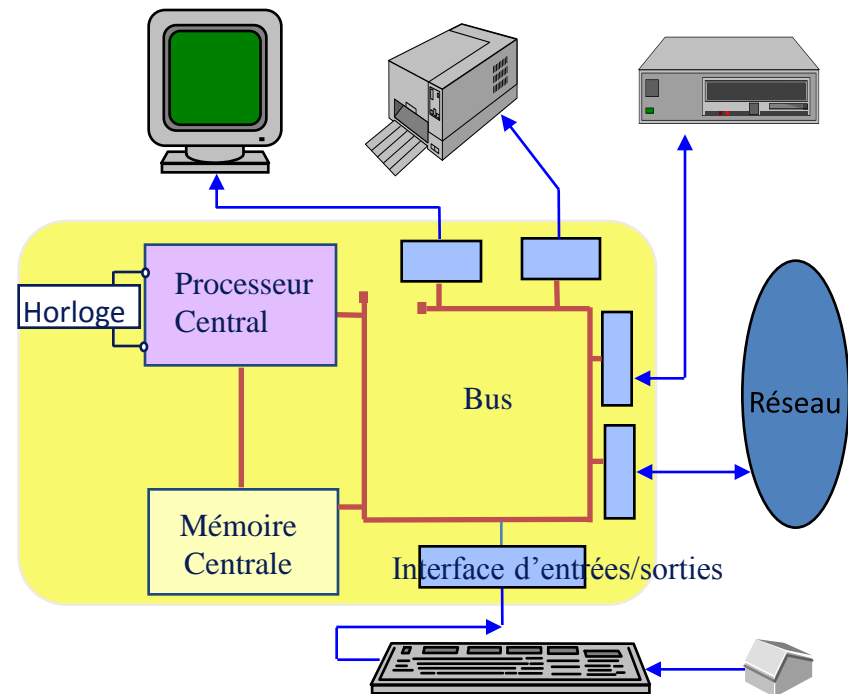 Processeur
Central
Horloge
Bus
Réseau
Mémoire
Centrale
Interface d’entrées/sorties